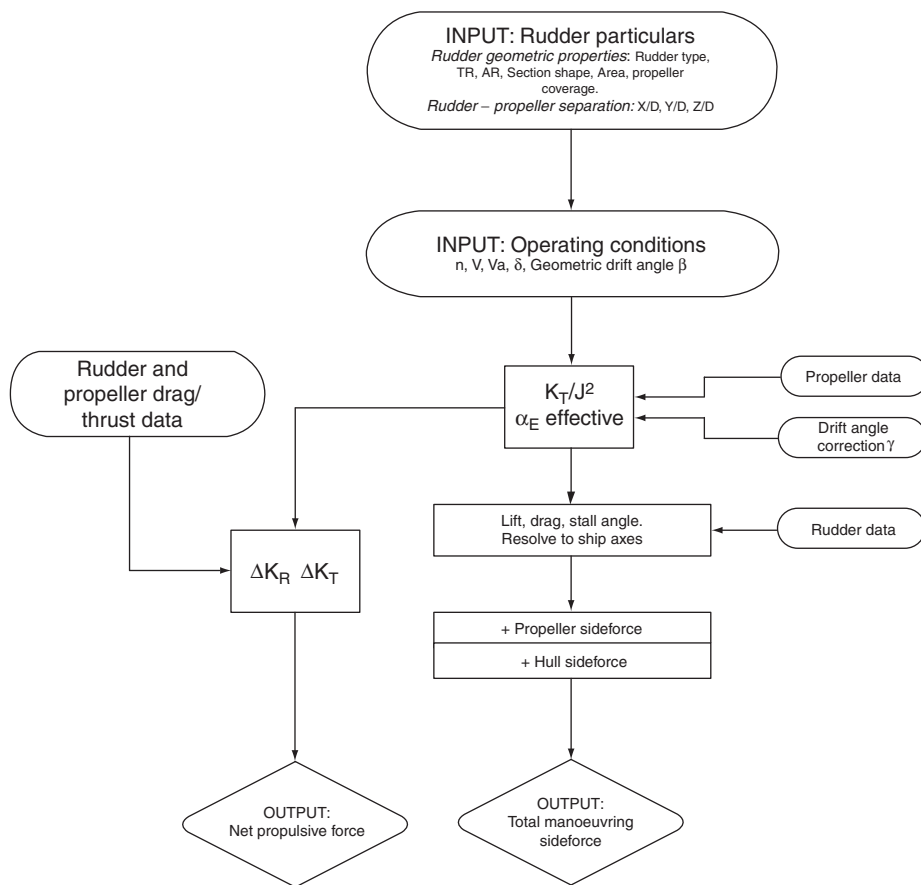 INPUT: Rudder particulars
Rudder geometric properties: Rudder type,
TR, AR, Section shape, Area, propeller
coverage.
Rudder – propeller separation: X/D, Y/D, Z/D
INPUT: Operating conditions
n, V, Va, δ, Geometric drift angle β
Rudder and
propeller drag/
thrust data
K_T/J²
α_E effective
Propeller data
Drift angle
correction γ
Lift, drag, stall angle.
Resolve to ship axes
Rudder data
ΔK_R ΔK_T
+ Propeller sideforce
+ Hull sideforce
OUTPUT:
Net propulsive force
OUTPUT:
Total manoeuvring
sideforce